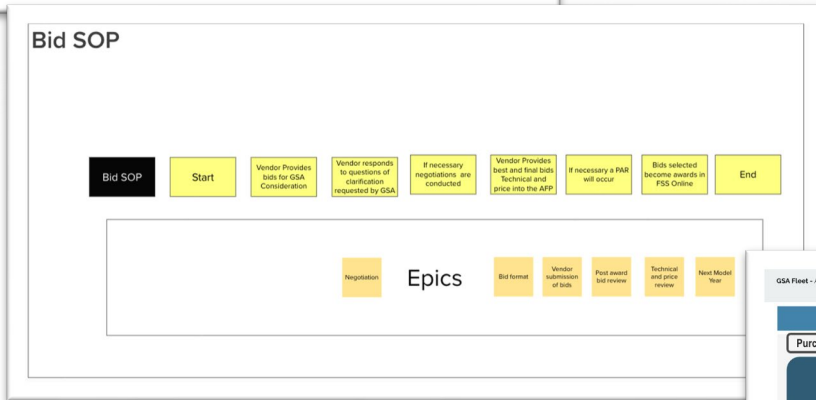 Bid SOP
Bid SOP
Start
Vendor Provides
bids for GSA
Consideration
Vendor responds
to questions of
clarification
requested by GSA
If necessary
negotiations are
conducted
Vendor Provides
best and final bids
Technical and
price into the AFP
If necessary a PAR
will occur
Bids selected
become awards in
FSS Online
End
Negotiation
Epics
Bid format
Vendor
submission
of bids
Post award
bid review
Technical
and price
review
Next Model
Year
GSA Fleet -